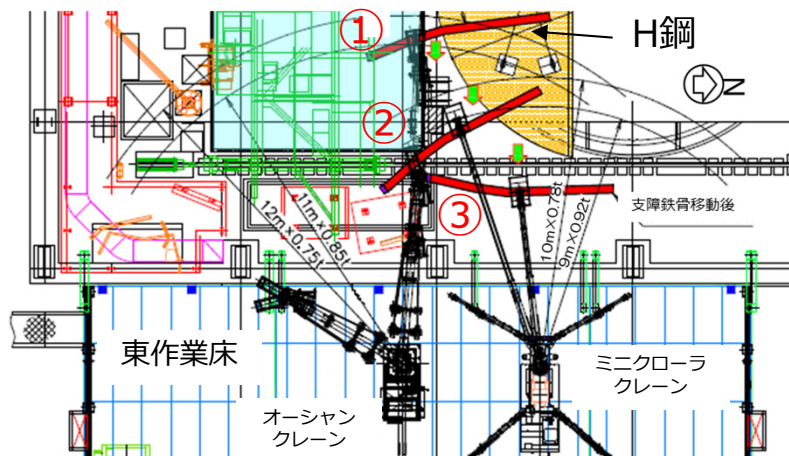 ①
H鋼
N
②
11m×0.85t
12m×0.75t
③
10m×0.78t
9m×0.92t
支障鉄骨移動後
東作業床
オーシャン
クレーン
ミニクローラ
クレーン